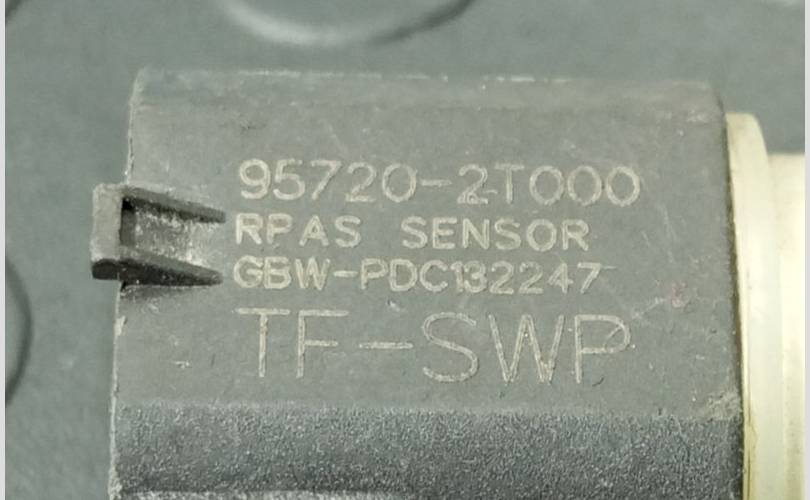 95720-2T000
RPAS SENSOR
GBW-PDC132247
TF-SWP